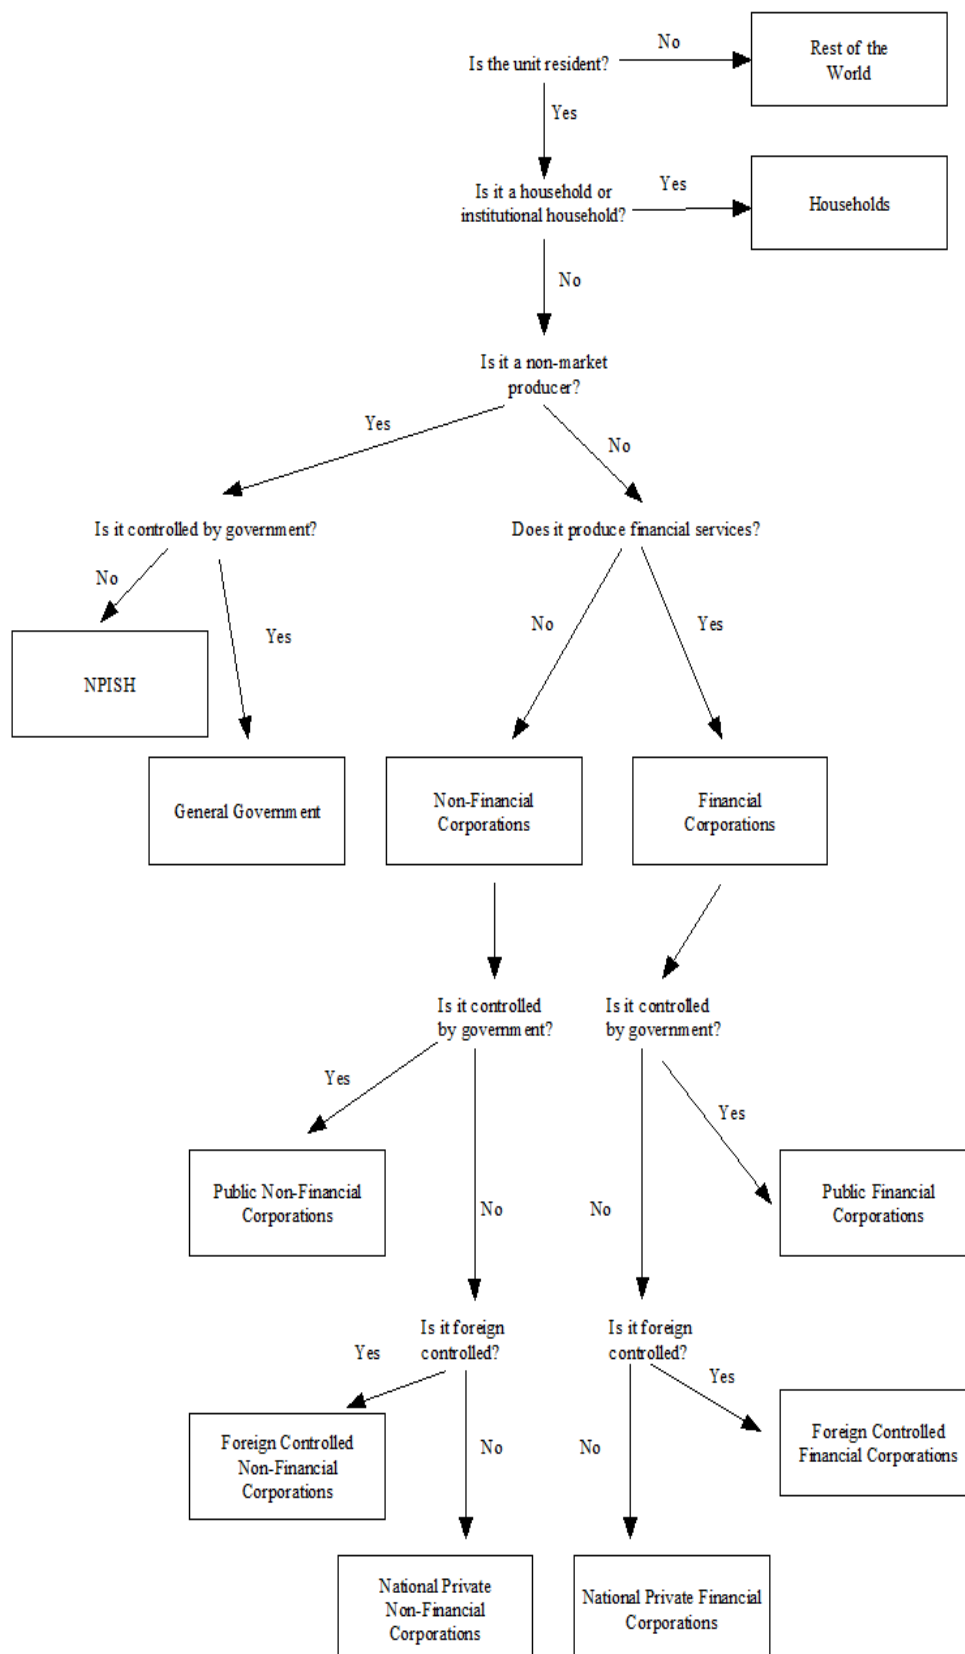 No
Rest of the
World
Is the unit resident?
Yes
Is it a household or
institutional household?
Yes
Households
No
Is it a non-market
producer?
Yes
No
Is it controlled by government?
Does it produce financial services?
No
Yes
No
Yes
NPISH
General Government
Non-Financial
Corporations
Financial
Corporations
Is it controlled
by government?
Is it controlled
by government?
Yes
Yes
Public Non-Financial
Corporations
No
No
Public Financial
Corporations
Is it foreign
controlled?
Is it foreign
controlled?
Yes
Yes
Foreign Controlled
Non-Financial
Corporations
No
No
Foreign Controlled
Financial Corporations
National Private
Non-Financial
Corporations
National Private Financial
Corporations